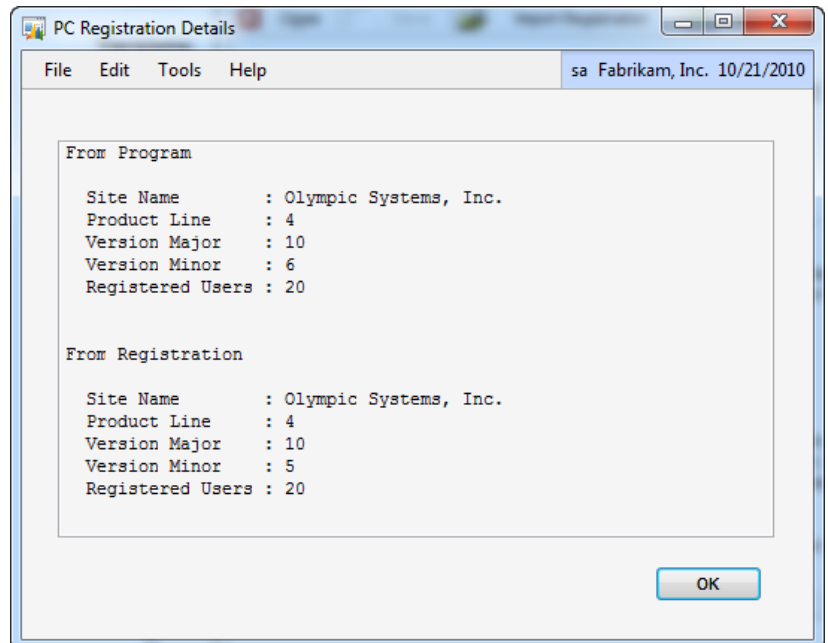 PC Registration Details
File Edit Tools Help sa Fabrikam, Inc. 10/21/2010
From Program
Site Name : Olympic Systems, Inc.
Product Line : 4
Version Major : 10
Version Minor : 6
Registered Users : 20
From Registration
Site Name : Olympic Systems, Inc.
Product Line : 4
Version Major : 10
Version Minor : 5
Registered Users : 20
OK